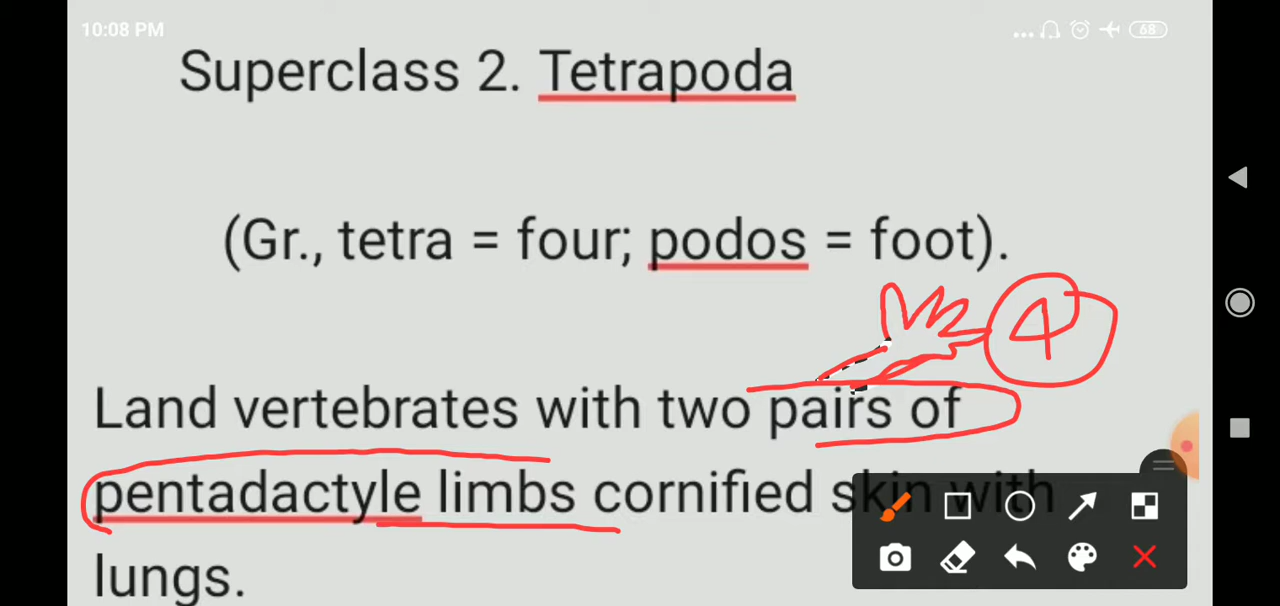 10:08 PM
68
Superclass 2. Tetrapoda
(Gr., tetra = four; podos = foot).
4
Land vertebrates with two pairs of
pentadactyle limbs cornified skin with
lungs.